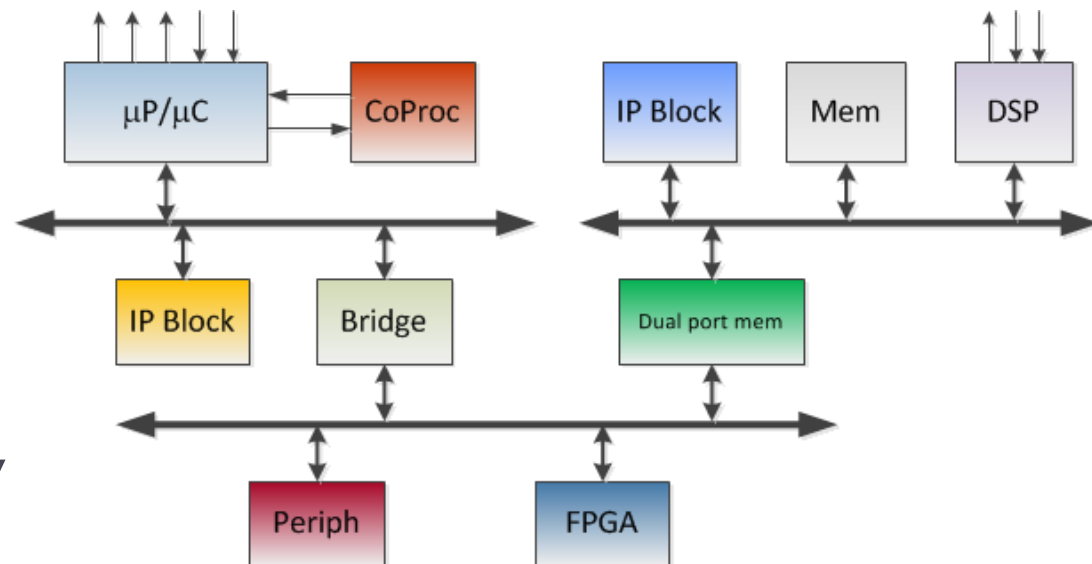 μP/μC
CoProc
IP Block
Mem
DSP
IP Block
Bridge
Dual port mem
Periph
FPGA